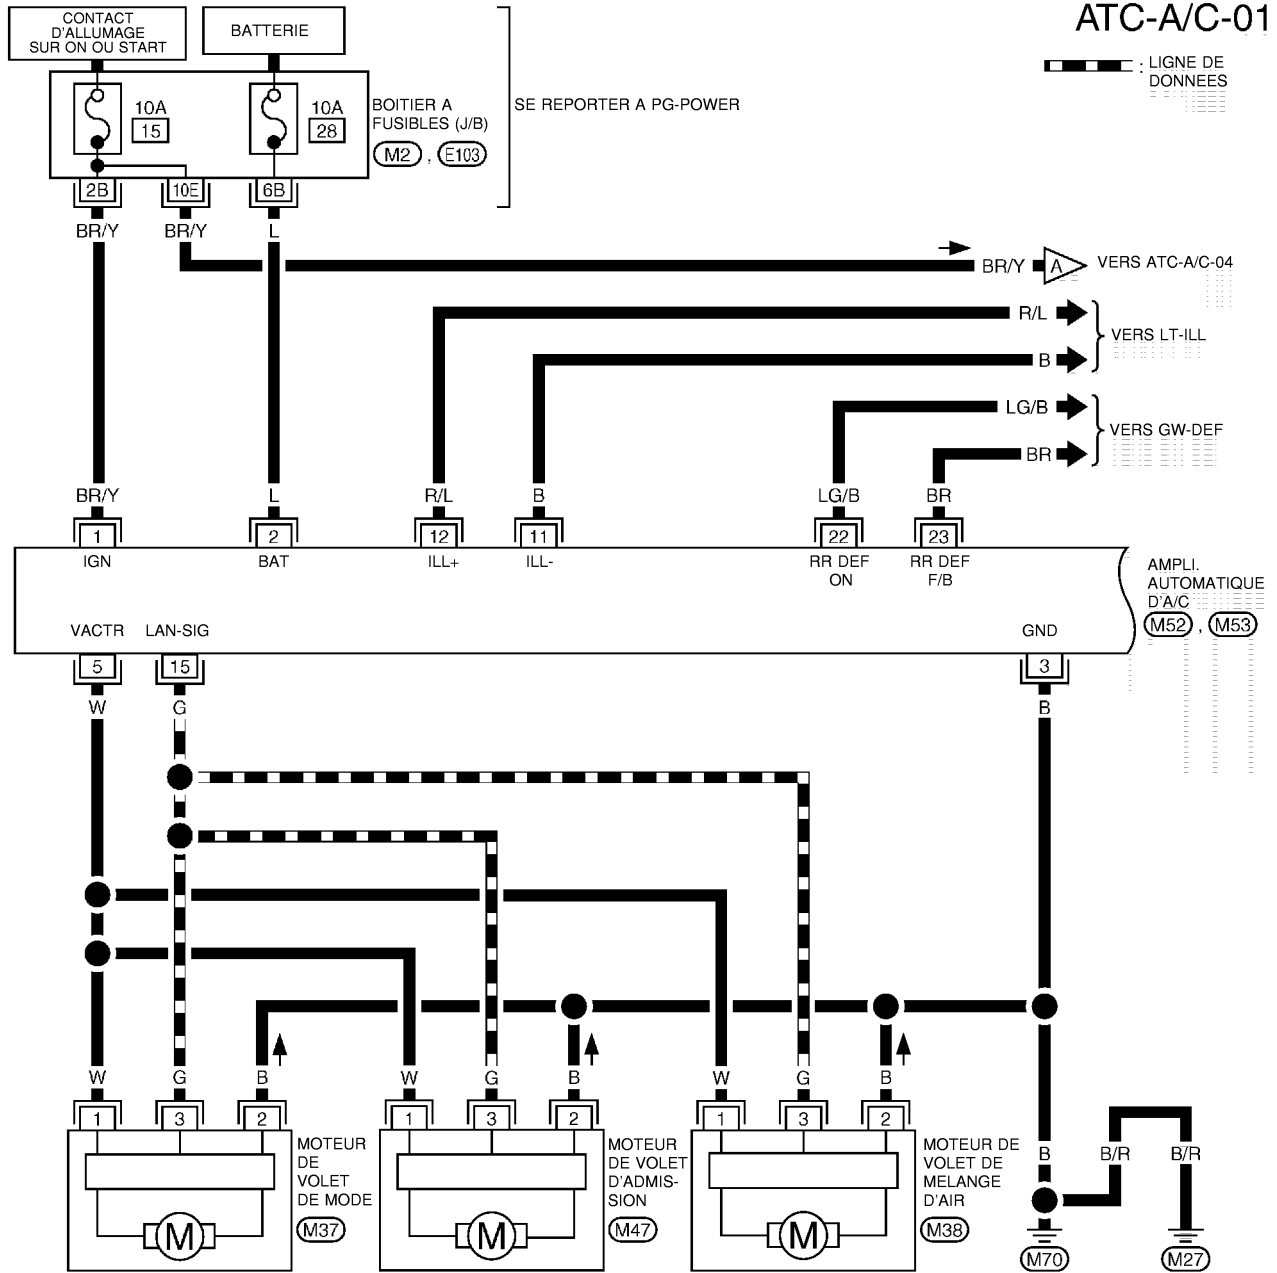 ATC-A/C-01
CONTACT
D'ALLUMAGE
SUR ON OU START
BATTERIE
: LIGNE DE
DONNEES
10A
15
10A
28
BOITIER A
FUSIBLES (J/B)
M2 , E103
SE REPORTER A PG-POWER
2B 10E 6B
BR/Y BR/Y L
BR/Y A VERS ATC-A/C-04
R/L
B
VERS LT-ILL
LG/B
BR
VERS GW-DEF
BR/Y L R/L B LG/B BR
1 2 12 11 22 23
IGN BAT ILL+ ILL- RR DEF ON RR DEF F/B
AMPLI.
AUTOMATIQUE
D'A/C
M52 , M53
VACTR LAN-SIG GND
5 15 3
W G B
W G B W G B W G B
1 3 2 1 3 2 1 3 2
MOTEUR
DE
VOLET
DE MODE
M37
M
MOTEUR
DE VOLET
D'ADMIS-
SION
M47
M
MOTEUR DE
VOLET DE
MELANGE
D'AIR
M38
M
B B/R B/R
M70 M27